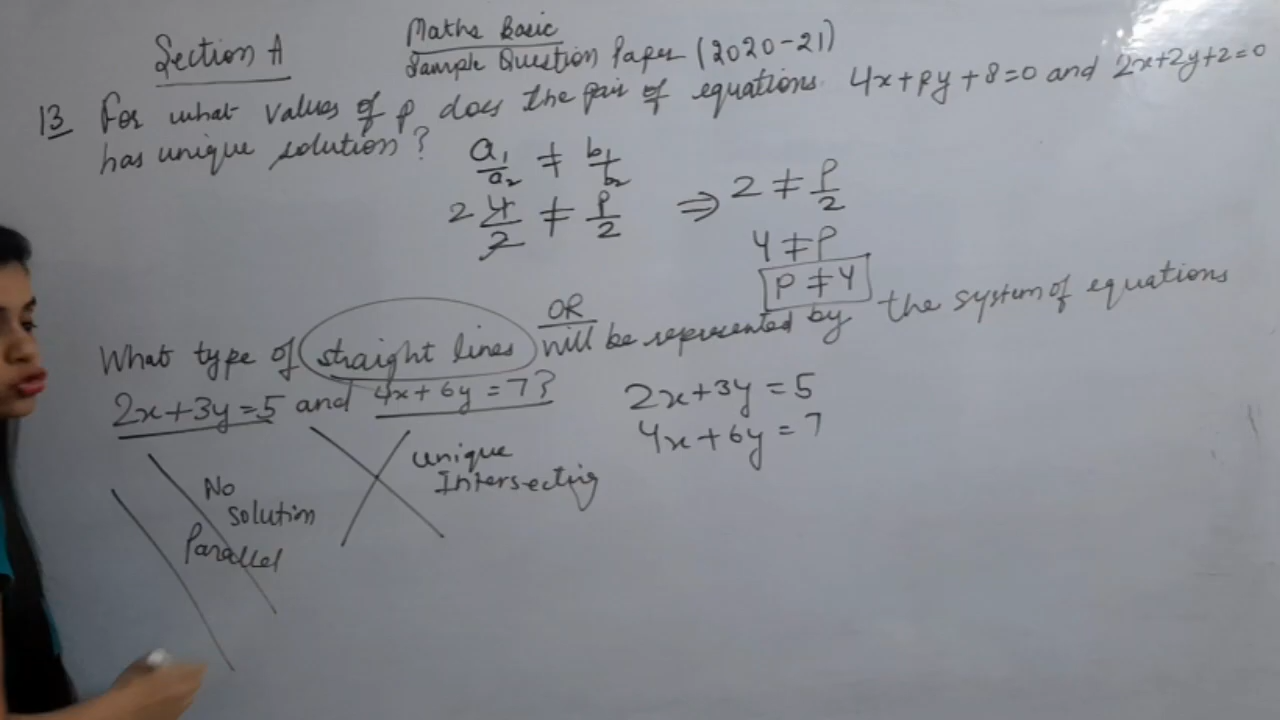 Section A
Maths Basic
Sample Question Paper (2020-21)
13 For what values of p does the pair of equations 4x+py+8=0 and 2x+2y+2=0
has unique solution?
a₁/a₂ ≠ b₁/b₂
2 4/2 ≠ p/2 ⇒ 2 ≠ p/2
4 ≠ p
p ≠ 4
OR
What type of straight lines will be represented by the system of equations
2x+3y=5 and 4x+6y=7?
2x+3y=5
4x+6y=7
Unique
Intersecting
No
solution
Parallel